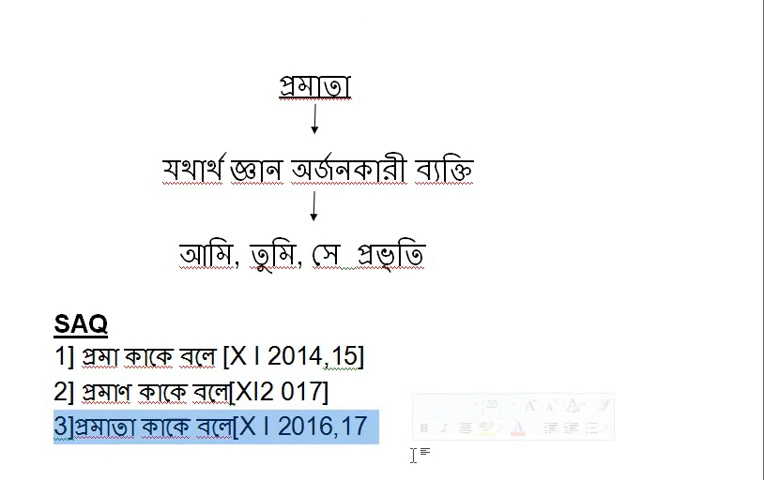 প্রমাতা
যথার্থ জ্ঞান অর্জনকারী ব্যক্তি
আমি, তুমি, সে প্রভৃতি
SAQ
1] প্রমা কাকে বলে [X I 2014,15]
2] প্রমাণ কাকে বলে[XI2 017]
3]প্রমাতা কাকে বলে[X I 2016,17
20